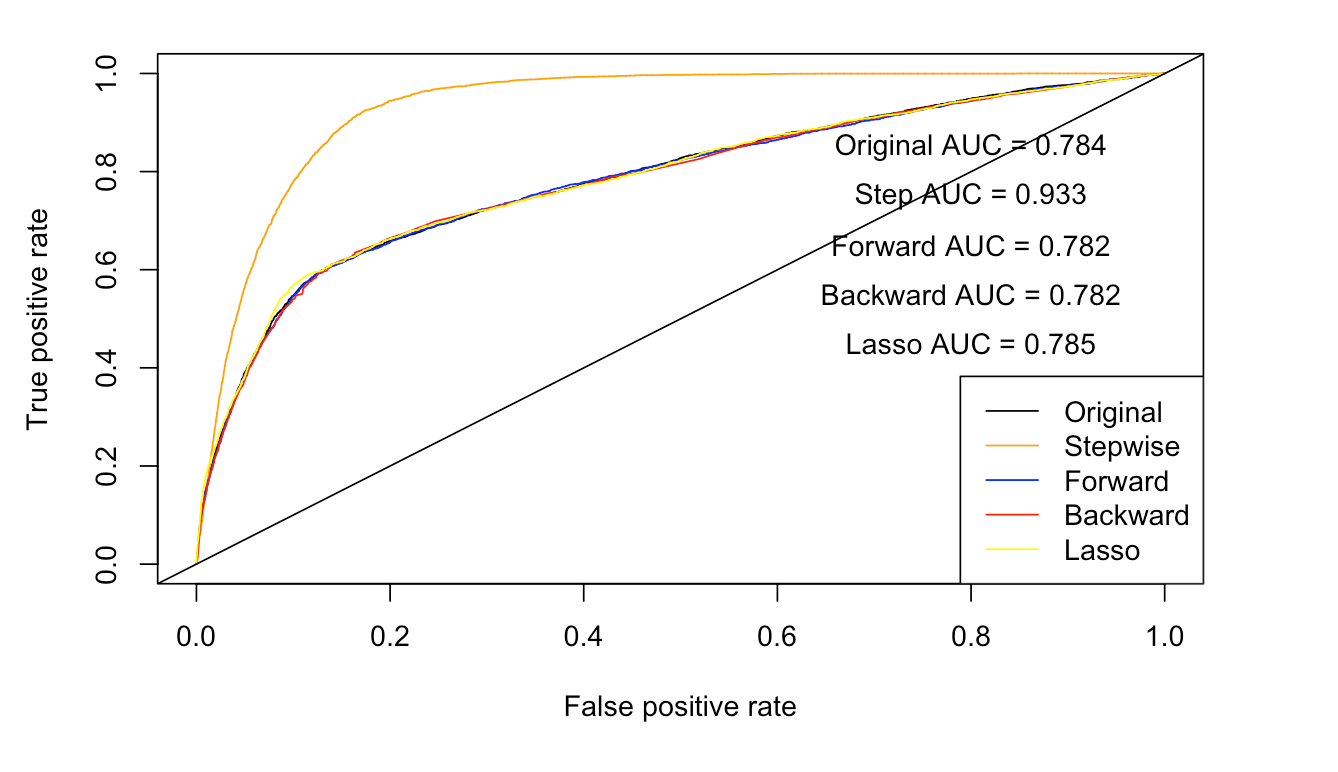 1.0
0.8
0.6
0.4
0.2
0.0
True positive rate
Original AUC = 0.784
Step AUC = 0.933
Forward AUC = 0.782
Backward AUC = 0.782
Lasso AUC = 0.785
Original
Stepwise
Forward
Backward
Lasso
0.0 0.2 0.4 0.6 0.8 1.0
False positive rate